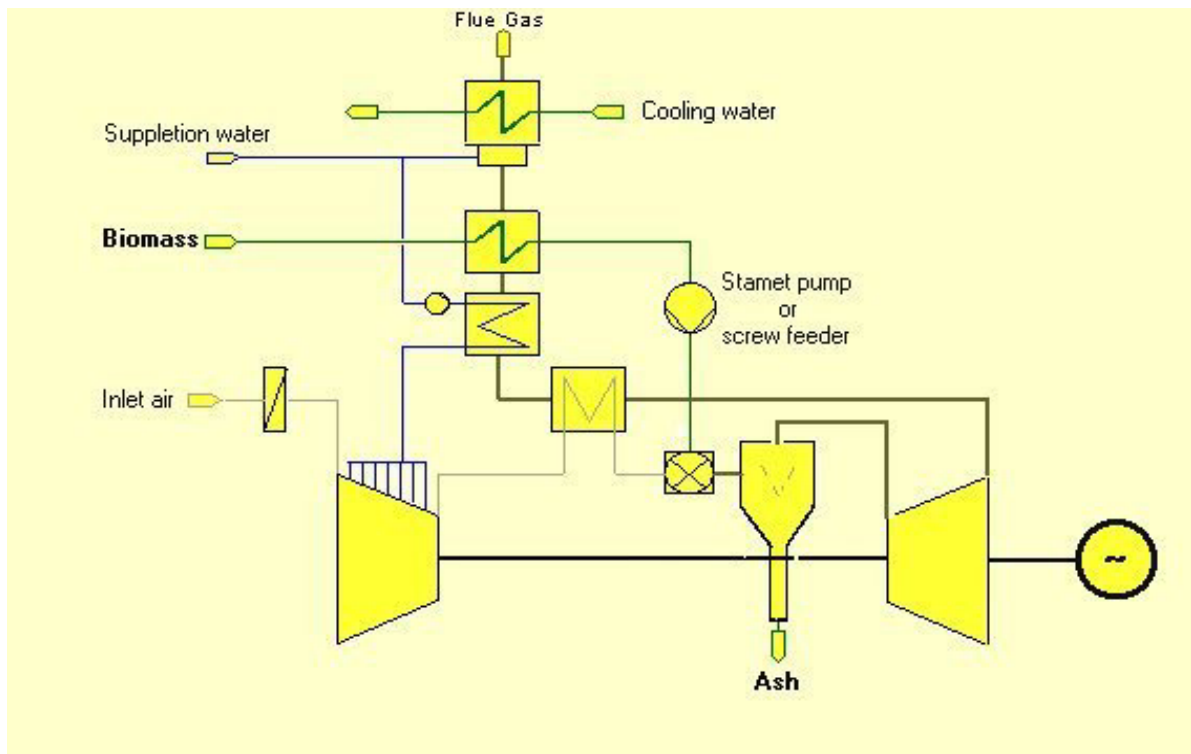 Flue Gas
Cooling water
Suppletion water
Biomass
Stamet pump
or
screw feeder
Inlet air
~
Ash